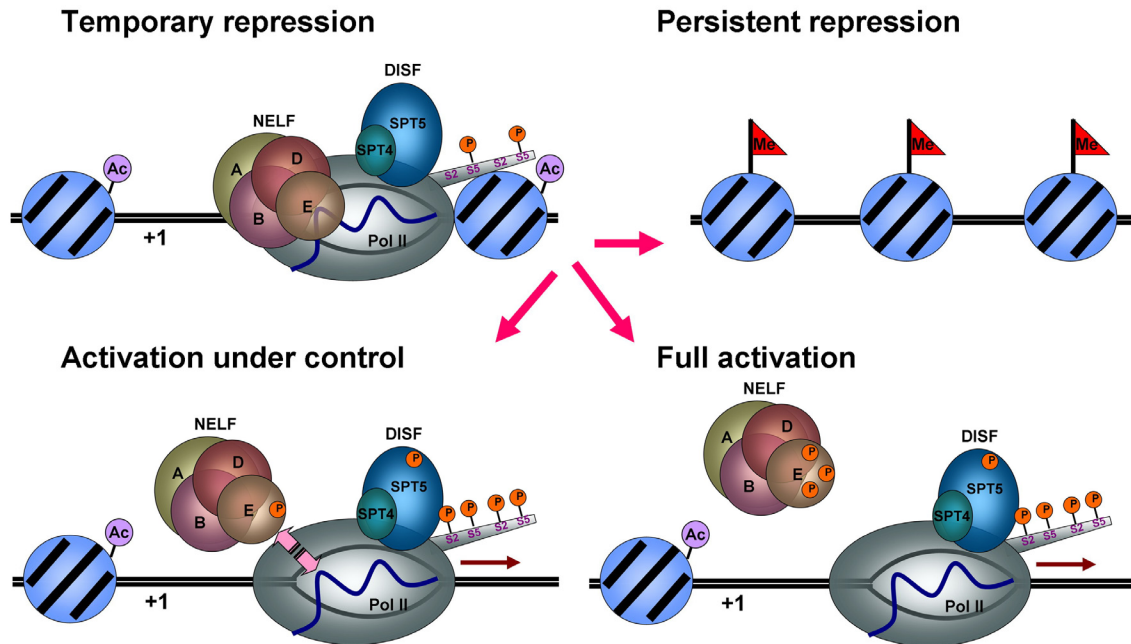 Temporary repression
Persistent repression
DISF
NELF
SPT5
SPT4
P
P
D
A
Ac
S2 S5 S2 S5
Ac
E
B
Pol II
+1
Me
Me
Me
Activation under control
Full activation
NELF
D
A
B
E
P
DISF
P
SPT5
SPT4
P
P
P
P
S2 S5 S2 S5
Ac
+1
Pol II
NELF
D
A
B
E
P
P
P
DISF
P
SPT5
SPT4
P
P
P
P
S2 S5 S2 S5
Ac
+1
Pol II